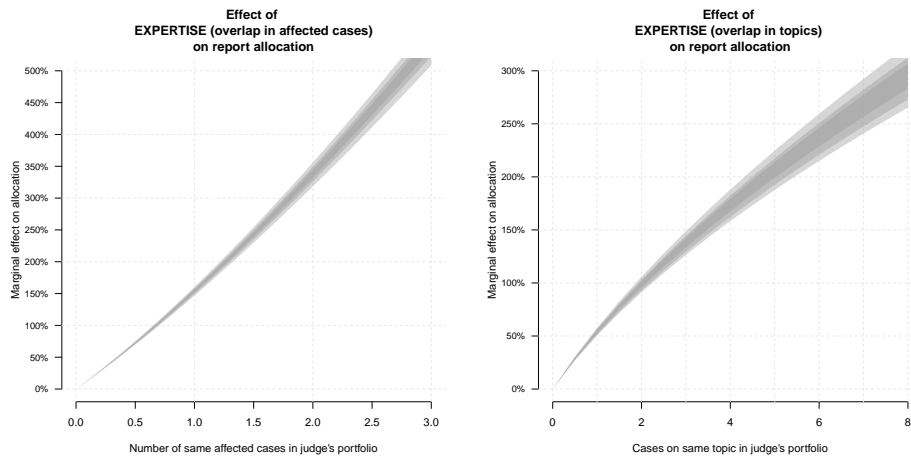 Effect of
EXPERTISE (overlap in affected cases)
on report allocation
500%
450%
400%
350%
300%
250%
200%
150%
100%
50%
0%
Marginal effect on allocation
0.0 0.5 1.0 1.5 2.0 2.5 3.0
Number of same affected cases in judge's portfolio
Effect of
EXPERTISE (overlap in topics)
on report allocation
300%
250%
200%
150%
100%
50%
0%
Marginal effect on allocation
0 2 4 6 8
Cases on same topic in judge's portfolio